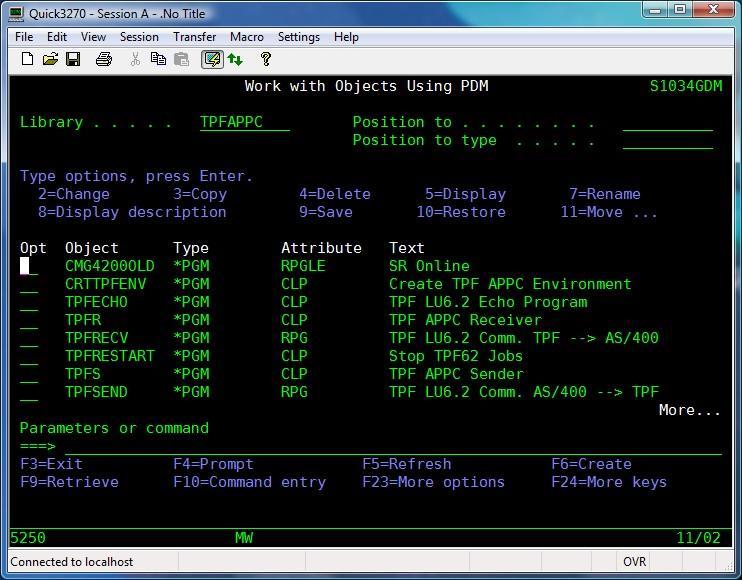 Quick3270 - Session A - .No Title
File Edit View Session Transfer Macro Settings Help
Work with Objects Using PDM S1034GDM
Library . . . . . TPFAPPC Position to . . . . . . . .
Position to type . . . . .
Type options, press Enter.
2=Change 3=Copy 4=Delete 5=Display 7=Rename
8=Display description 9=Save 10=Restore 11=Move ...
Opt Object Type Attribute Text
CMG4200OLD *PGM RPGLE SR Online
CRTTPFENV *PGM CLP Create TPF APPC Environment
TPFECHO *PGM CLP TPF LU6.2 Echo Program
TPFR *PGM CLP TPF APPC Receiver
TPFRECV *PGM RPG TPF LU6.2 Comm. TPF --> AS/400
TPFRESTART *PGM CLP Stop TPF62 Jobs
TPFS *PGM CLP TPF APPC Sender
TPFSEND *PGM RPG TPF LU6.2 Comm. AS/400 --> TPF
More...
Parameters or command
===>
F3=Exit F4=Prompt F5=Refresh F6=Create
F9=Retrieve F10=Command entry F23=More options F24=More keys
5250 MW 11/02
Connected to localhost OVR